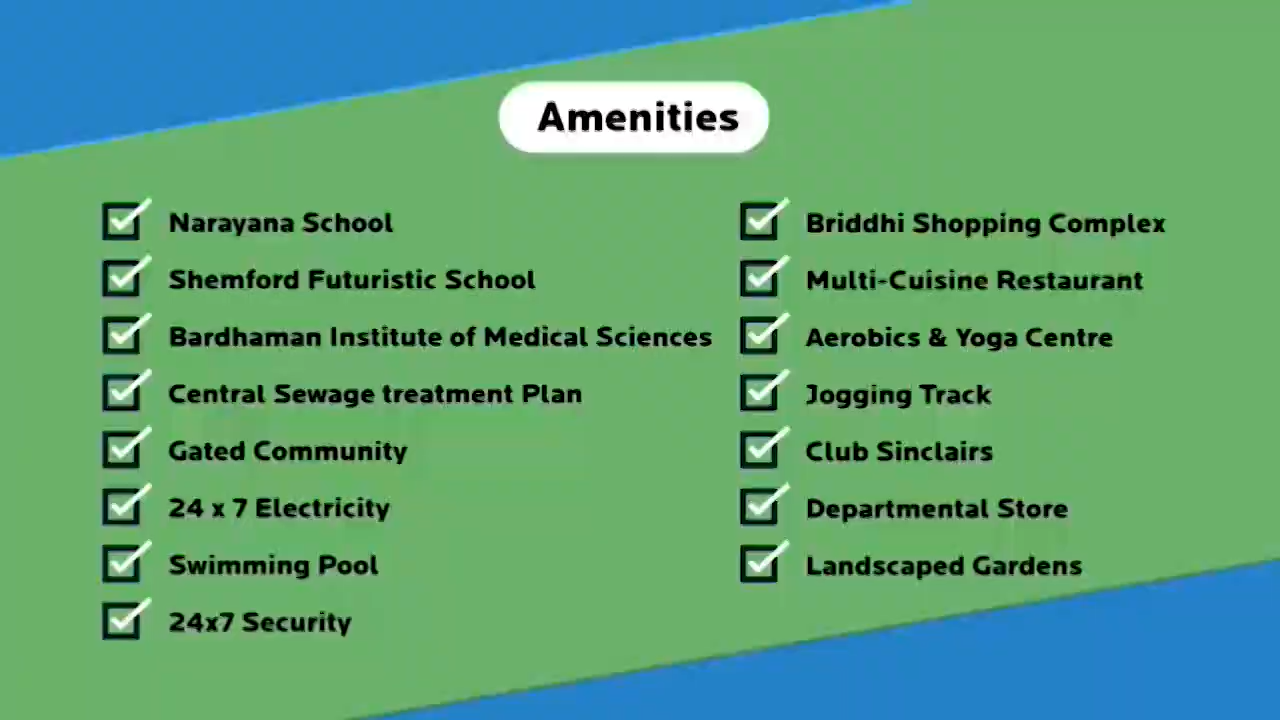 Amenities
Narayana School
Shemford Futuristic School
Bardhaman Institute of Medical Sciences
Central Sewage treatment Plan
Gated Community
24 x 7 Electricity
Swimming Pool
24x7 Security
Briddhi Shopping Complex
Multi-Cuisine Restaurant
Aerobics & Yoga Centre
Jogging Track
Club Sinclairs
Departmental Store
Landscaped Gardens